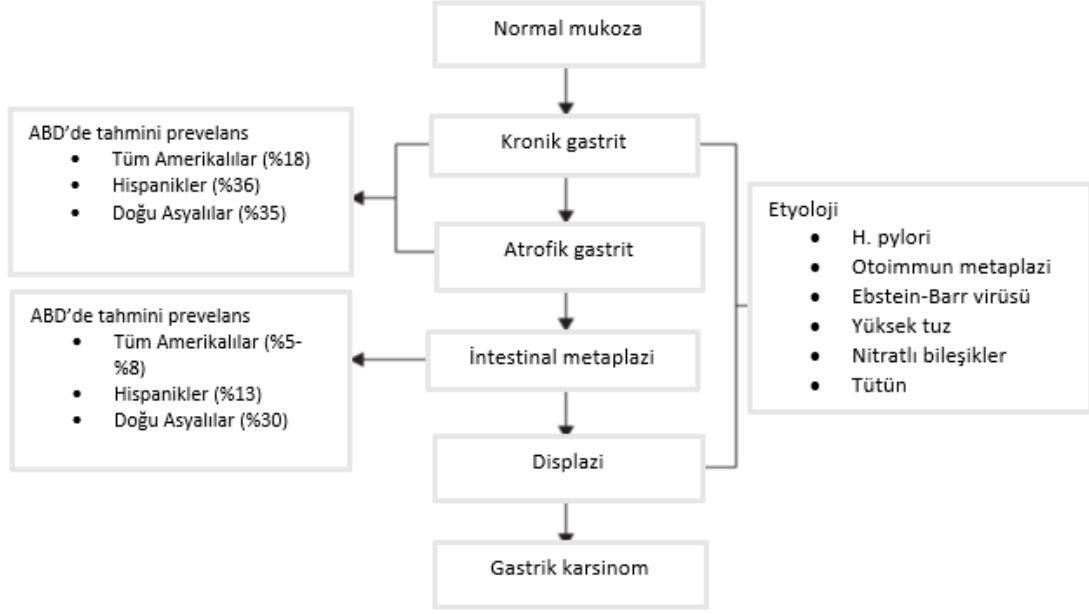 Normal mukoza
ABD’de tahmini prevelans
• Tüm Amerikalılar (%18)
• Hispanikler (%36)
• Doğu Asyalılar (%35)
Kronik gastrit
Atrofik gastrit
Etyoloji
• H. pylori
• Otoimmun metaplazi
• Ebstein-Barr virüsü
• Yüksek tuz
• Nitratlı bileşikler
• Tütün
ABD’de tahmini prevelans
• Tüm Amerikalılar (%5-
%8)
• Hispanikler (%13)
• Doğu Asyalılar (%30)
İntestinal metaplazi
Displazi
Gastrik karsinom